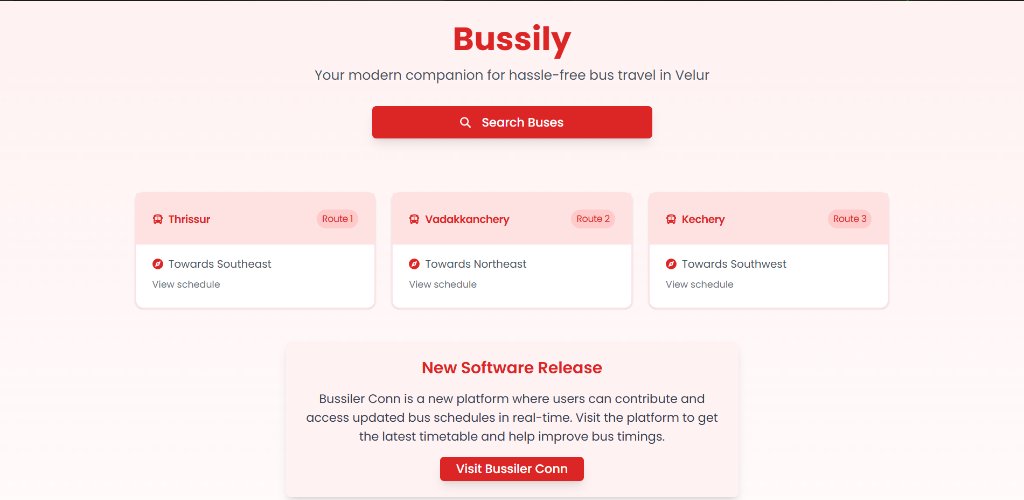 Bussily
Your modern companion for hassle-free bus travel in Velur
Search Buses
Thrissur
Route 1
Towards Southeast
View schedule
Vadakkanchery
Route 2
Towards Northeast
View schedule
Kechery
Route 3
Towards Southwest
View schedule
New Software Release
Bussiler Conn is a new platform where users can contribute and
access updated bus schedules in real-time. Visit the platform to get
the latest timetable and help improve bus timings.
Visit Bussiler Conn